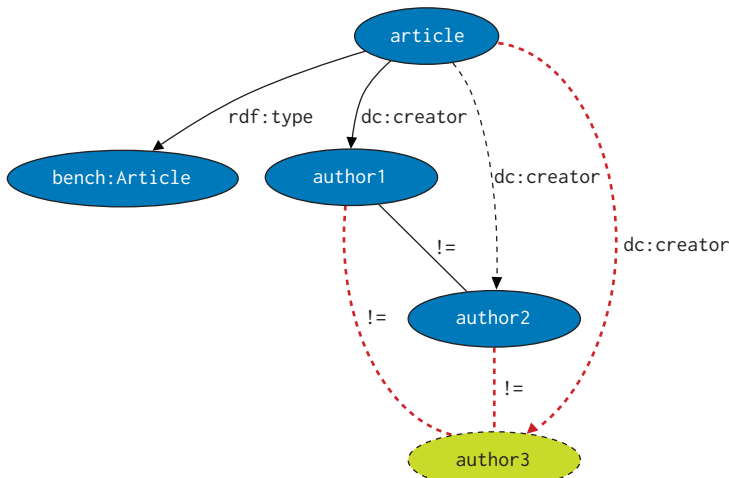 article
rdf:type
dc:creator
bench:Article
author1
dc:creator
!=
dc:creator
!=
author2
!=
author3